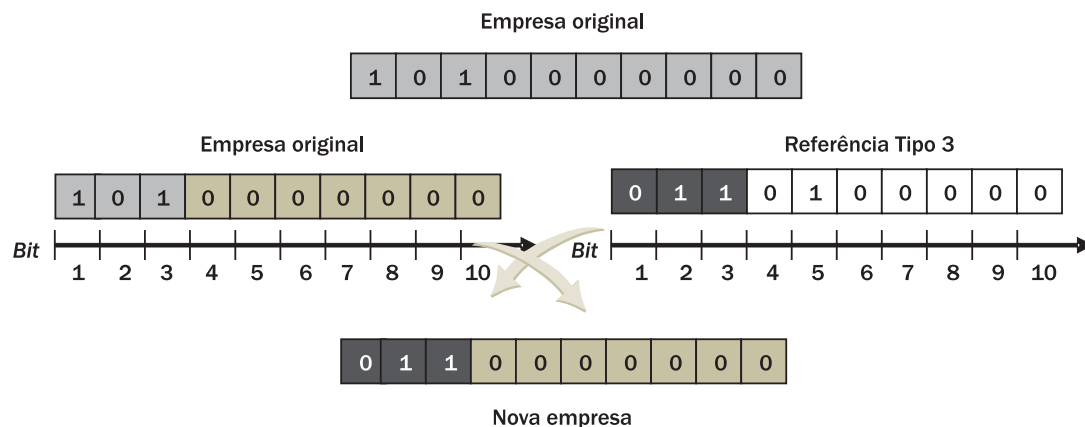 Empresa original
1 0 1 0 0 0 0 0 0 0
Empresa original
1 0 1 0 0 0 0 0 0 0
Bit
1 2 3 4 5 6 7 8 9 10
Referência Tipo 3
0 1 1 0 1 0 0 0 0 0
Bit
1 2 3 4 5 6 7 8 9 10
0 1 1 0 0 0 0 0 0 0
Nova empresa